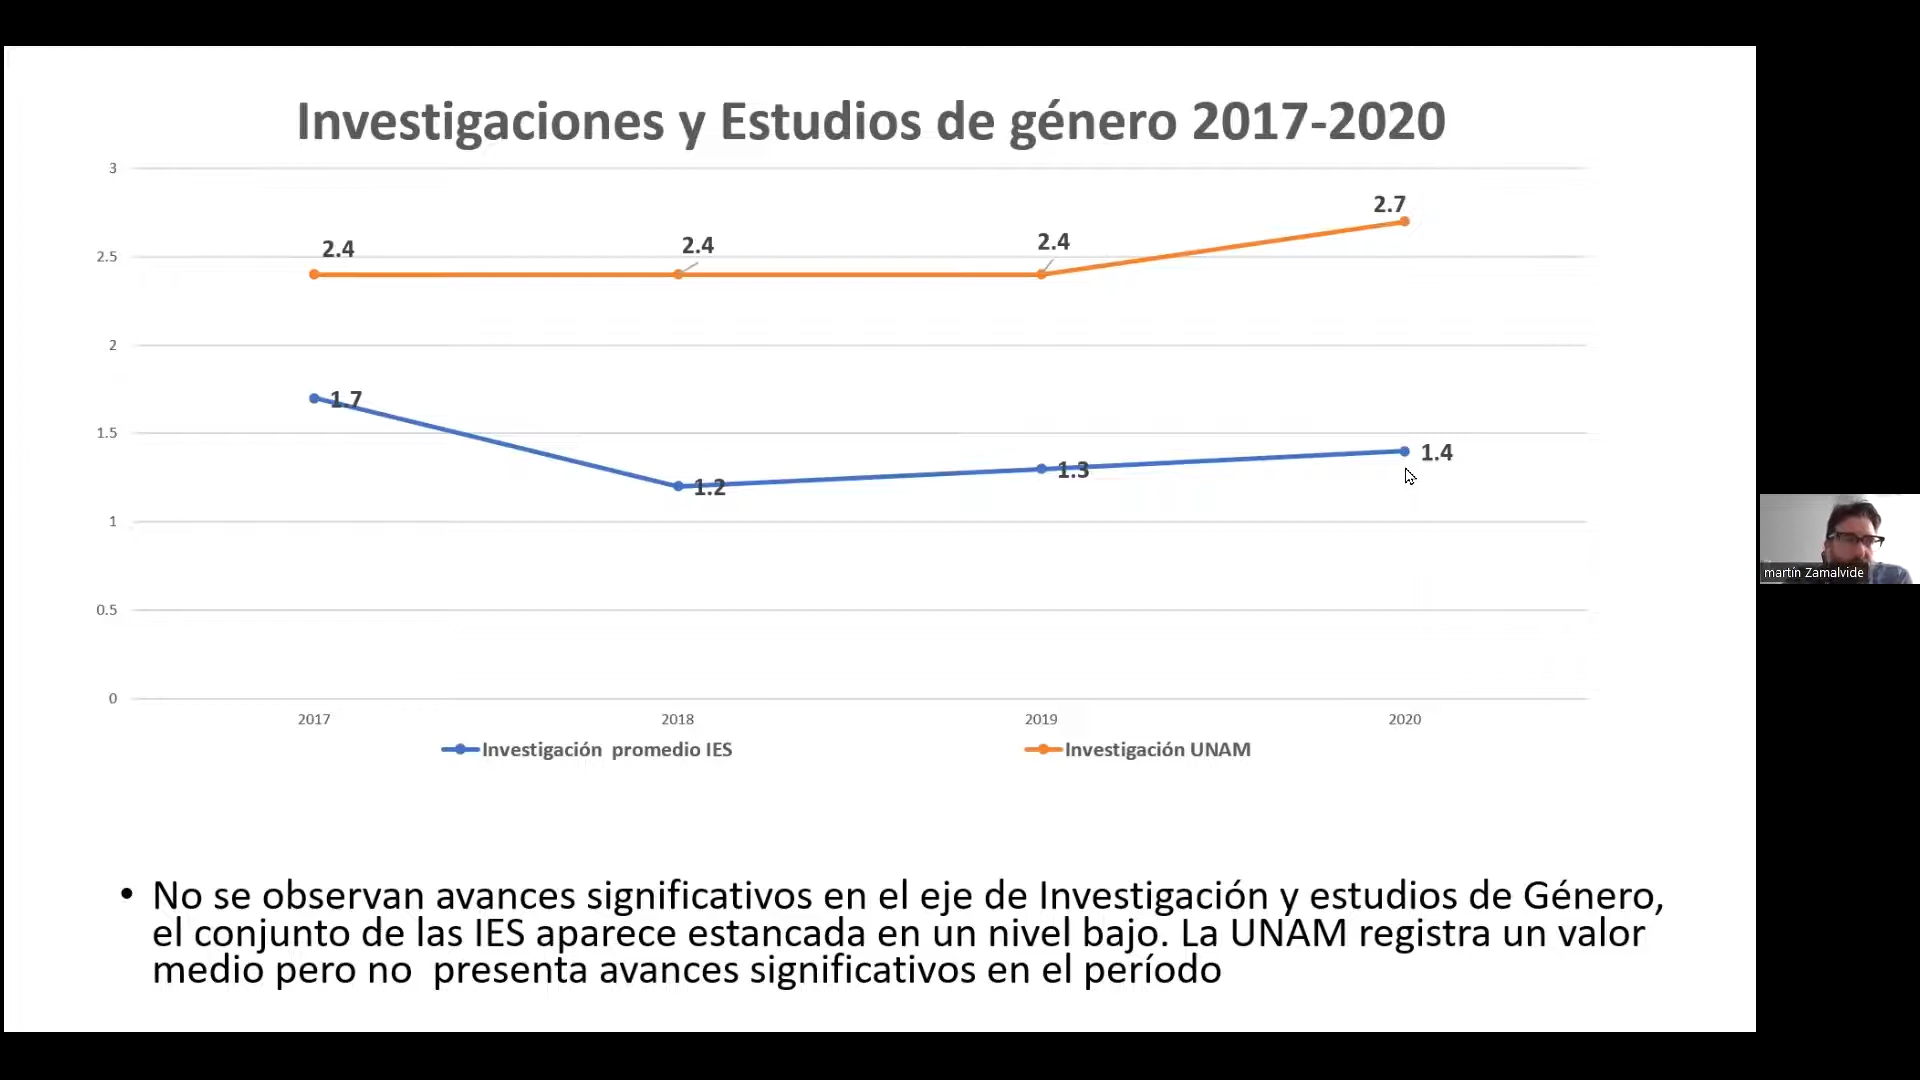 Investigaciones y Estudios de género 2017-2020
3
2.5
2
1.5
1
0.5
0
2.4
2.4
2.4
2.7
1.7
1.2
1.3
1.4
2017
2018
2019
2020
Investigación promedio IES
Investigación UNAM
martín Zamalvide
• No se observan avances significativos en el eje de Investigación y estudios de Género,
el conjunto de las IES aparece estancada en un nivel bajo. La UNAM registra un valor
medio pero no presenta avances significativos en el período